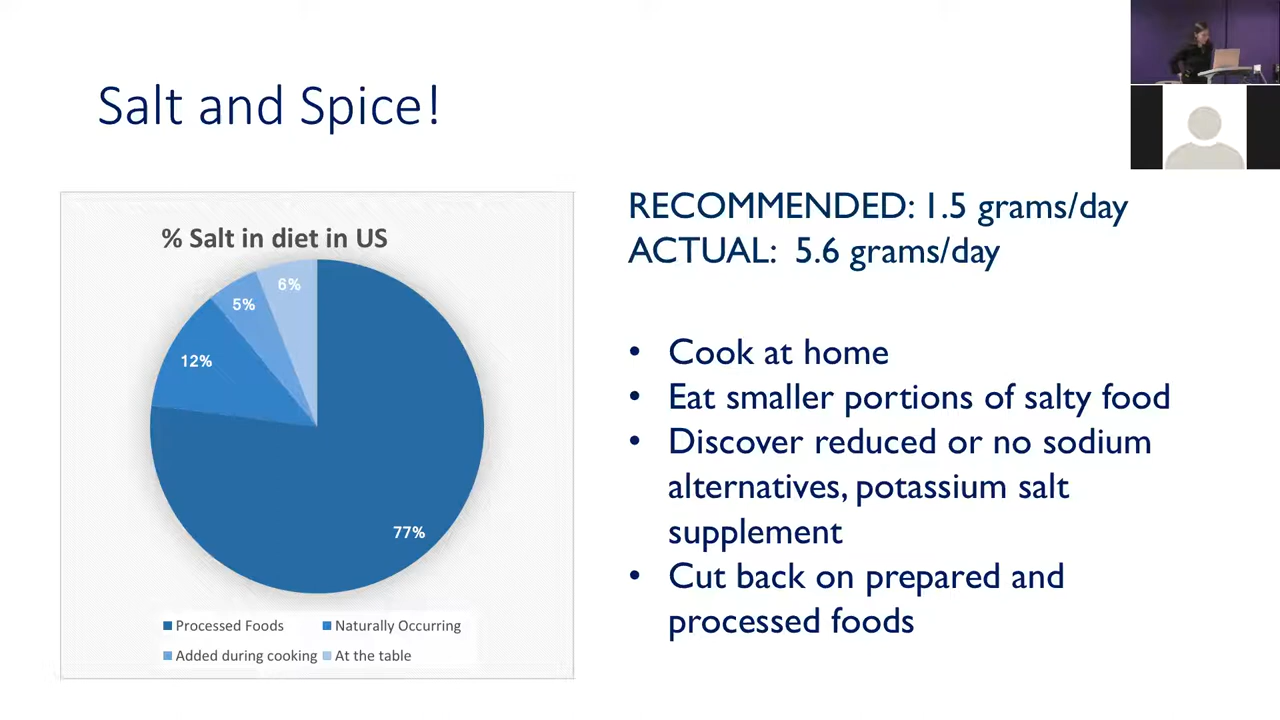 Salt and Spice!
% Salt in diet in US
6%
5%
12%
77%
Processed Foods
Naturally Occurring
Added during cooking
At the table
RECOMMENDED: 1.5 grams/day
ACTUAL: 5.6 grams/day
• Cook at home
• Eat smaller portions of salty food
• Discover reduced or no sodium
alternatives, potassium salt
supplement
• Cut back on prepared and
processed foods